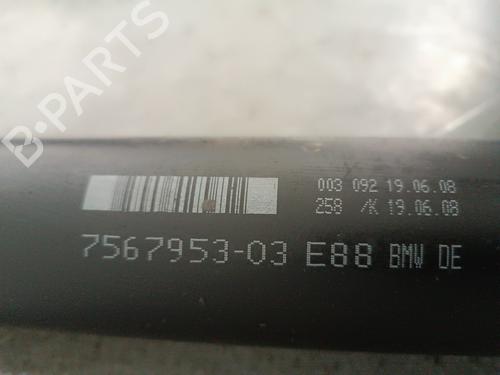 B-PARTS
003 092 19.06.08
258 /K 19.06.08
7567953-03 E88 BMW DE